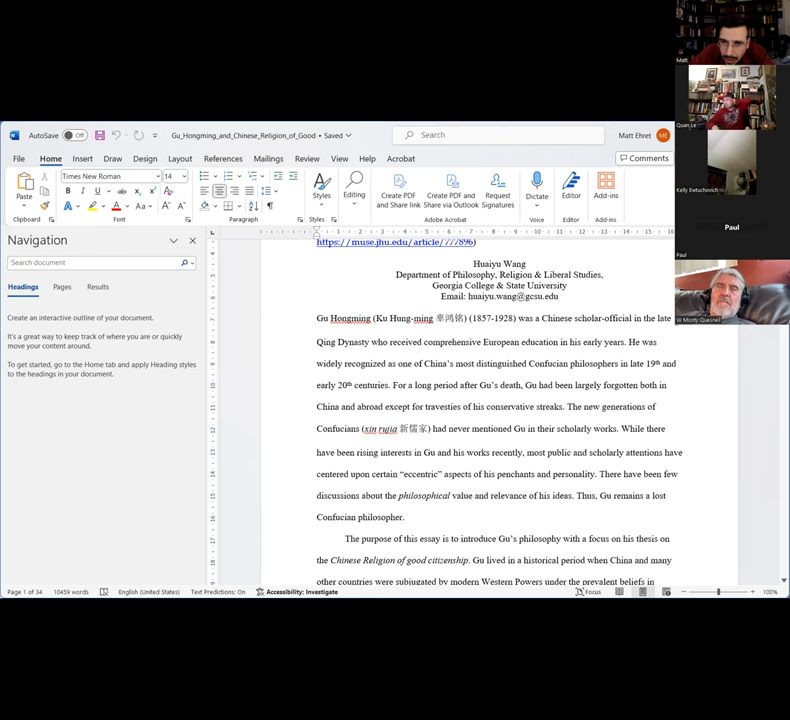 Matt
Quan Le
Kelly Ewtuchovich
Paul
Paul
W Monty Quesnell
AutoSave Off Gu_Hongming_and_Chinese_Religion_of_Good • Saved Search Matt Ehret ME
File Home Insert Draw Design Layout References Mailings Review View Help Acrobat Comments
Times New Roman 14
Paste
B I U ab x₂ x²
A A Aa A A
Styles Editing Create PDF and Share link Create PDF and Share via Outlook Request Signatures Dictate Editor Add-ins
Clipboard Font Paragraph Styles Adobe Acrobat Voice Editor Add-ins
Navigation
Search document
Headings Pages Results
Create an interactive outline of your document.
It's a great way to keep track of where you are or quickly
move your content around.
To get started, go to the Home tab and apply Heading styles
to the headings in your document.
https://muse.jhu.edu/article/777896)
Huaiyu Wang
Department of Philosophy, Religion & Liberal Studies,
Georgia College & State University
Email: huaiyu.wang@gcsu.edu
Gu Hongming (Ku Hung-ming 辜鸿铭) (1857-1928) was a Chinese scholar-official in the late
Qing Dynasty who received comprehensive European education in his early years. He was
widely recognized as one of China's most distinguished Confucian philosophers in late 19th and
early 20th centuries. For a long period after Gu's death, Gu had been largely forgotten both in
China and abroad except for travesties of his conservative streaks. The new generations of
Confucians (xin rujia 新儒家) had never mentioned Gu in their scholarly works. While there
have been rising interests in Gu and his works recently, most public and scholarly attentions have
centered upon certain "eccentric" aspects of his penchants and personality. There have been few
discussions about the philosophical value and relevance of his ideas. Thus, Gu remains a lost
Confucian philosopher.
The purpose of this essay is to introduce Gu's philosophy with a focus on his thesis on
the Chinese Religion of good citizenship. Gu lived in a historical period when China and many
other countries were subjugated by modern Western Powers under the prevalent beliefs in
Page 1 of 34 10459 words English (United States) Text Predictions: On Accessibility: Investigate Focus 100%